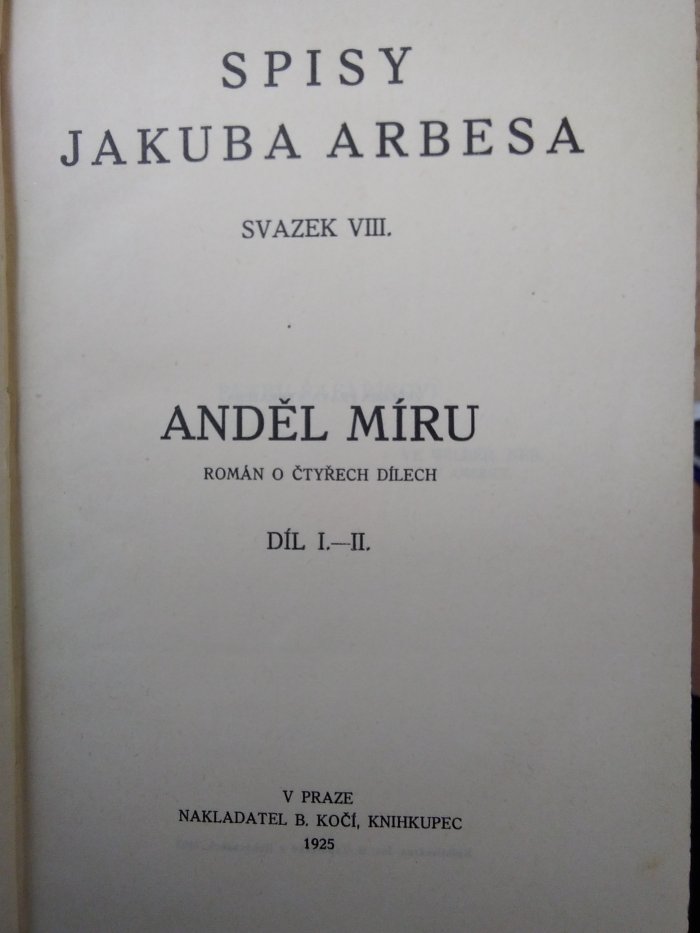 SPISY
JAKUBA ARBESA
SVAZEK VIII.
ANDĚL MÍRU
ROMÁN O ČTYŘECH DÍLECH
DÍL I.—II.
V PRAZE
NAKLADATEL B. KOČÍ, KNIHKUPEC
1925